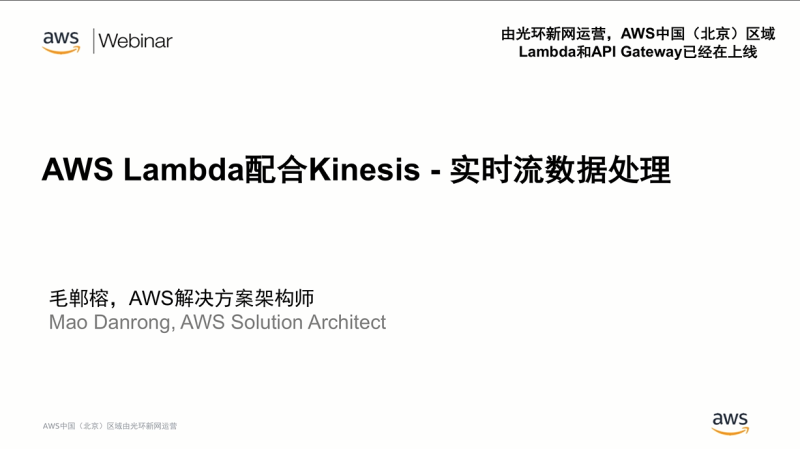 aws
Webinar
由光环新网运营，AWS中国（北京）区域
Lambda和API Gateway已经在上线
AWS Lambda配合Kinesis - 实时流数据处理
毛郸榕，AWS解决方案架构师
Mao Danrong, AWS Solution Architect
AWS中国（北京）区域由光环新网运营
aws